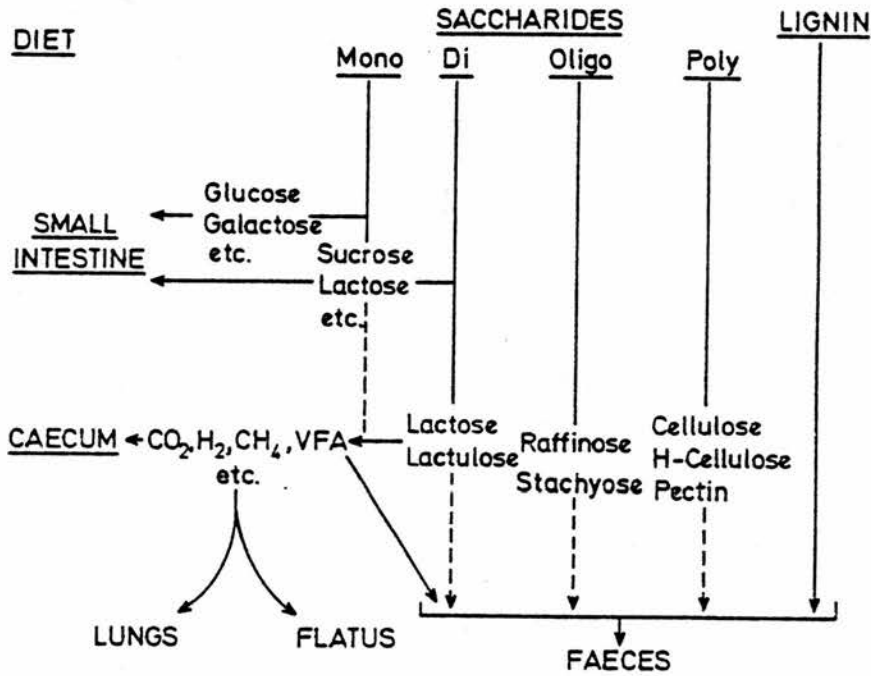 SACCHARIDES
LIGNIN
DIET
Mono Di Oligo Poly
Glucose
Galactose
etc.
SMALL
INTESTINE
Sucrose
Lactose
etc.
CAECUM
CO₂, H₂, CH₄, VFA
etc.
Lactose
Lactulose
Raffinose
Stachyose
Cellulose
H-Cellulose
Pectin
LUNGS
FLATUS
FAECES